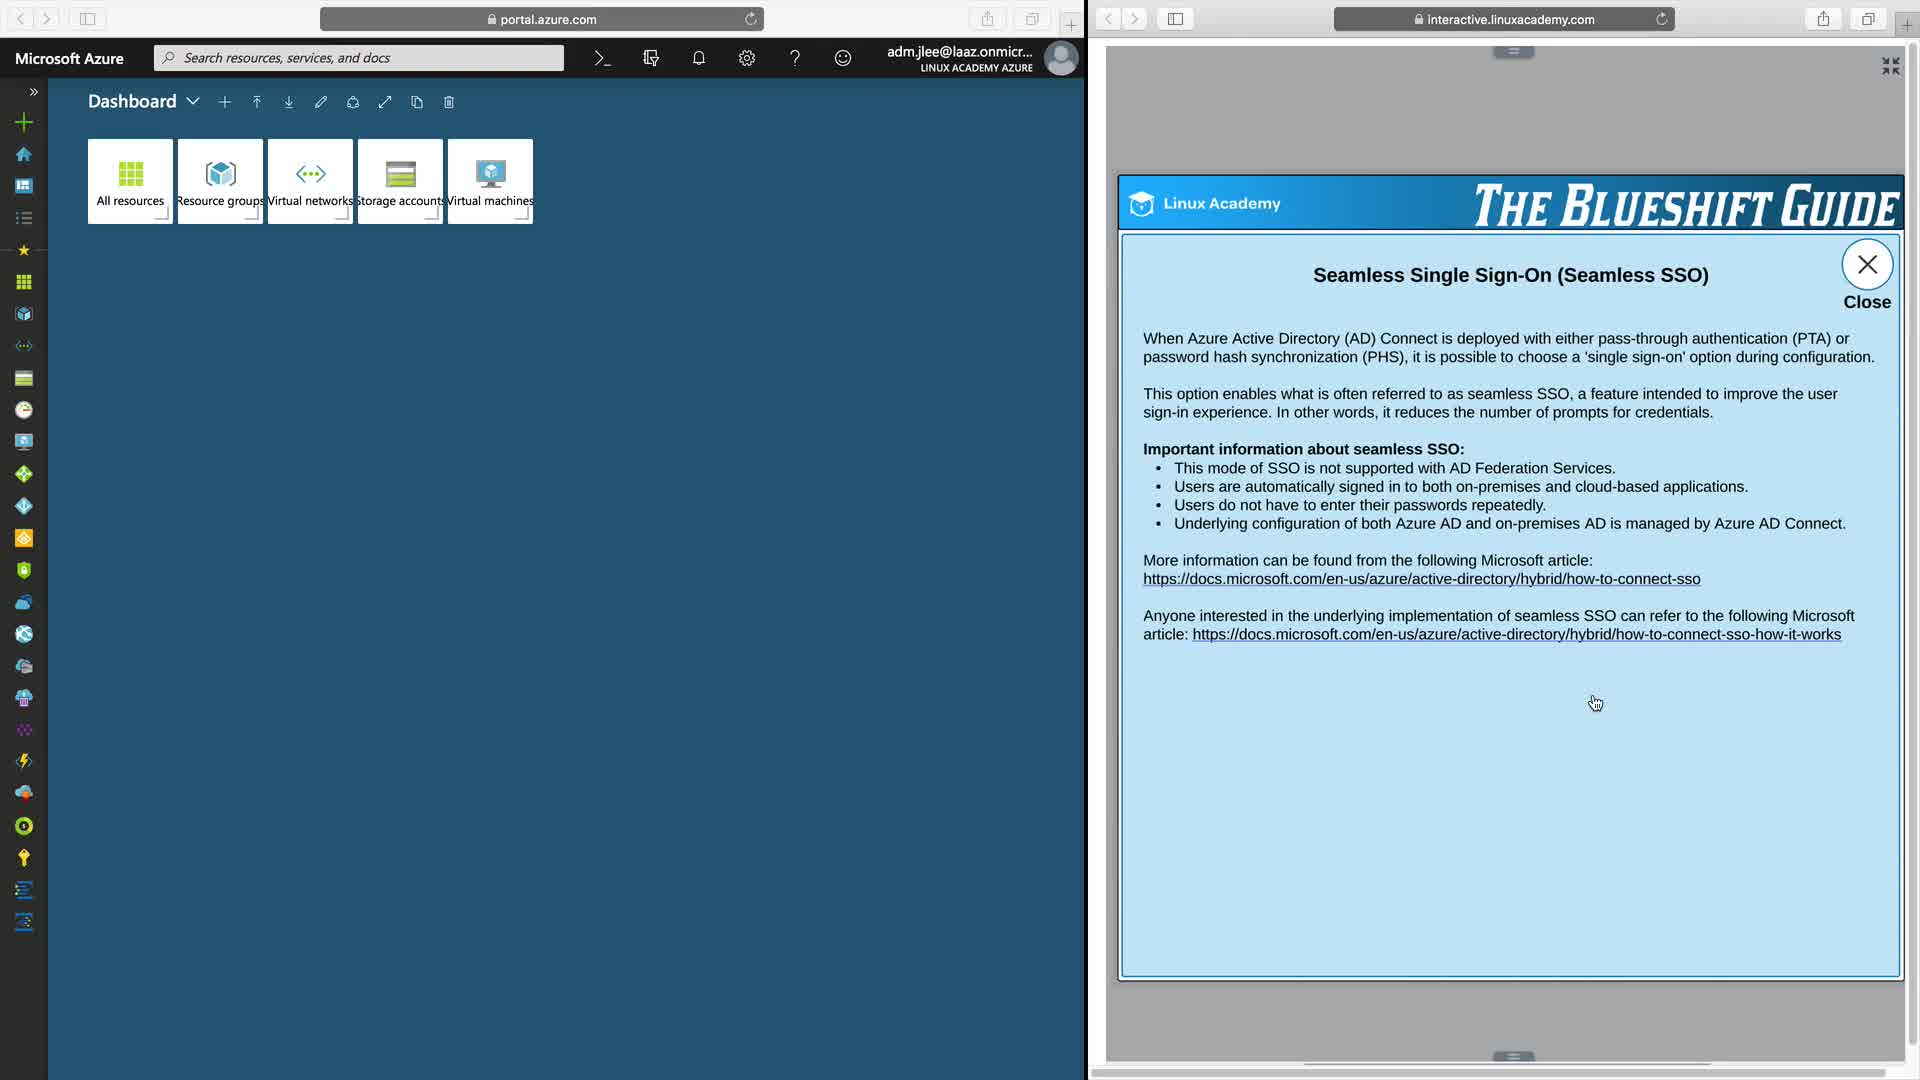 portal.azure.com
interactive.linuxacademy.com
Microsoft Azure
Search resources, services, and docs
adm.jlee@laaz.onmicr...
LINUX ACADEMY AZURE
Dashboard
All resources
Resource groups
Virtual networks
Storage accounts
Virtual machines
Linux Academy
THE BLUESHIFT GUIDE
Seamless Single Sign-On (Seamless SSO)
Close
When Azure Active Directory (AD) Connect is deployed with either pass-through authentication (PTA) or
password hash synchronization (PHS), it is possible to choose a 'single sign-on' option during configuration.
This option enables what is often referred to as seamless SSO, a feature intended to improve the user
sign-in experience. In other words, it reduces the number of prompts for credentials.
Important information about seamless SSO:
• This mode of SSO is not supported with AD Federation Services.
• Users are automatically signed in to both on-premises and cloud-based applications.
• Users do not have to enter their passwords repeatedly.
• Underlying configuration of both Azure AD and on-premises AD is managed by Azure AD Connect.
More information can be found from the following Microsoft article:
https://docs.microsoft.com/en-us/azure/active-directory/hybrid/how-to-connect-sso
Anyone interested in the underlying implementation of seamless SSO can refer to the following Microsoft
article: https://docs.microsoft.com/en-us/azure/active-directory/hybrid/how-to-connect-sso-how-it-works